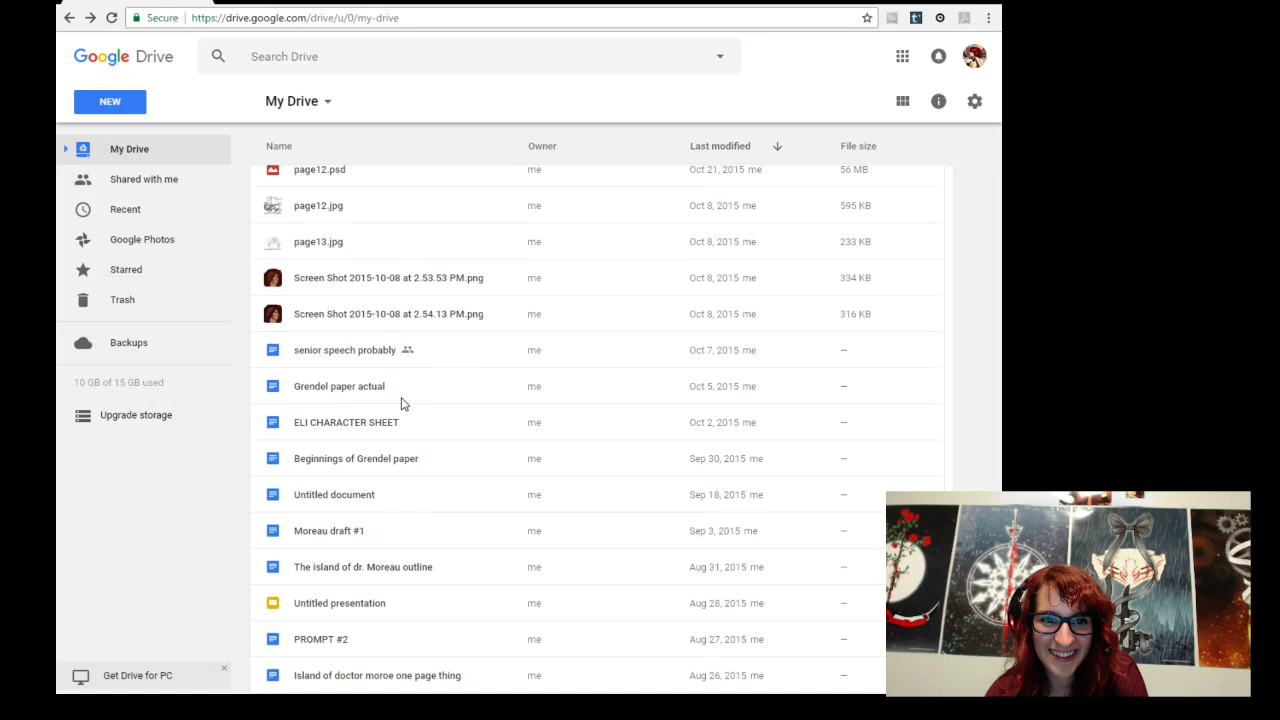 Secure https://drive.google.com/drive/u/0/my-drive
Google Drive Search Drive
NEW My Drive
My Drive
Shared with me
Recent
Google Photos
Starred
Trash
Backups
10 GB of 15 GB used
Upgrade storage
Get Drive for PC
Name Owner Last modified File size
page12.psd me Oct 21, 2015 me 56 MB
page12.jpg me Oct 8, 2015 me 595 KB
page13.jpg me Oct 8, 2015 me 233 KB
Screen Shot 2015-10-08 at 2.53.53 PM.png me Oct 8, 2015 me 334 KB
Screen Shot 2015-10-08 at 2.54.13 PM.png me Oct 8, 2015 me 316 KB
senior speech probably me Oct 7, 2015 me –
Grendel paper actual me Oct 5, 2015 me –
ELI CHARACTER SHEET me Oct 2, 2015 me –
Beginnings of Grendel paper me Sep 30, 2015 me –
Untitled document me Sep 18, 2015 me –
Moreau draft #1 me Sep 3, 2015 me –
The island of dr. Moreau outline me Aug 31, 2015 me –
Untitled presentation me Aug 28, 2015 me –
PROMPT #2 me Aug 27, 2015 me –
Island of doctor moroe one page thing me Aug 26, 2015 me –